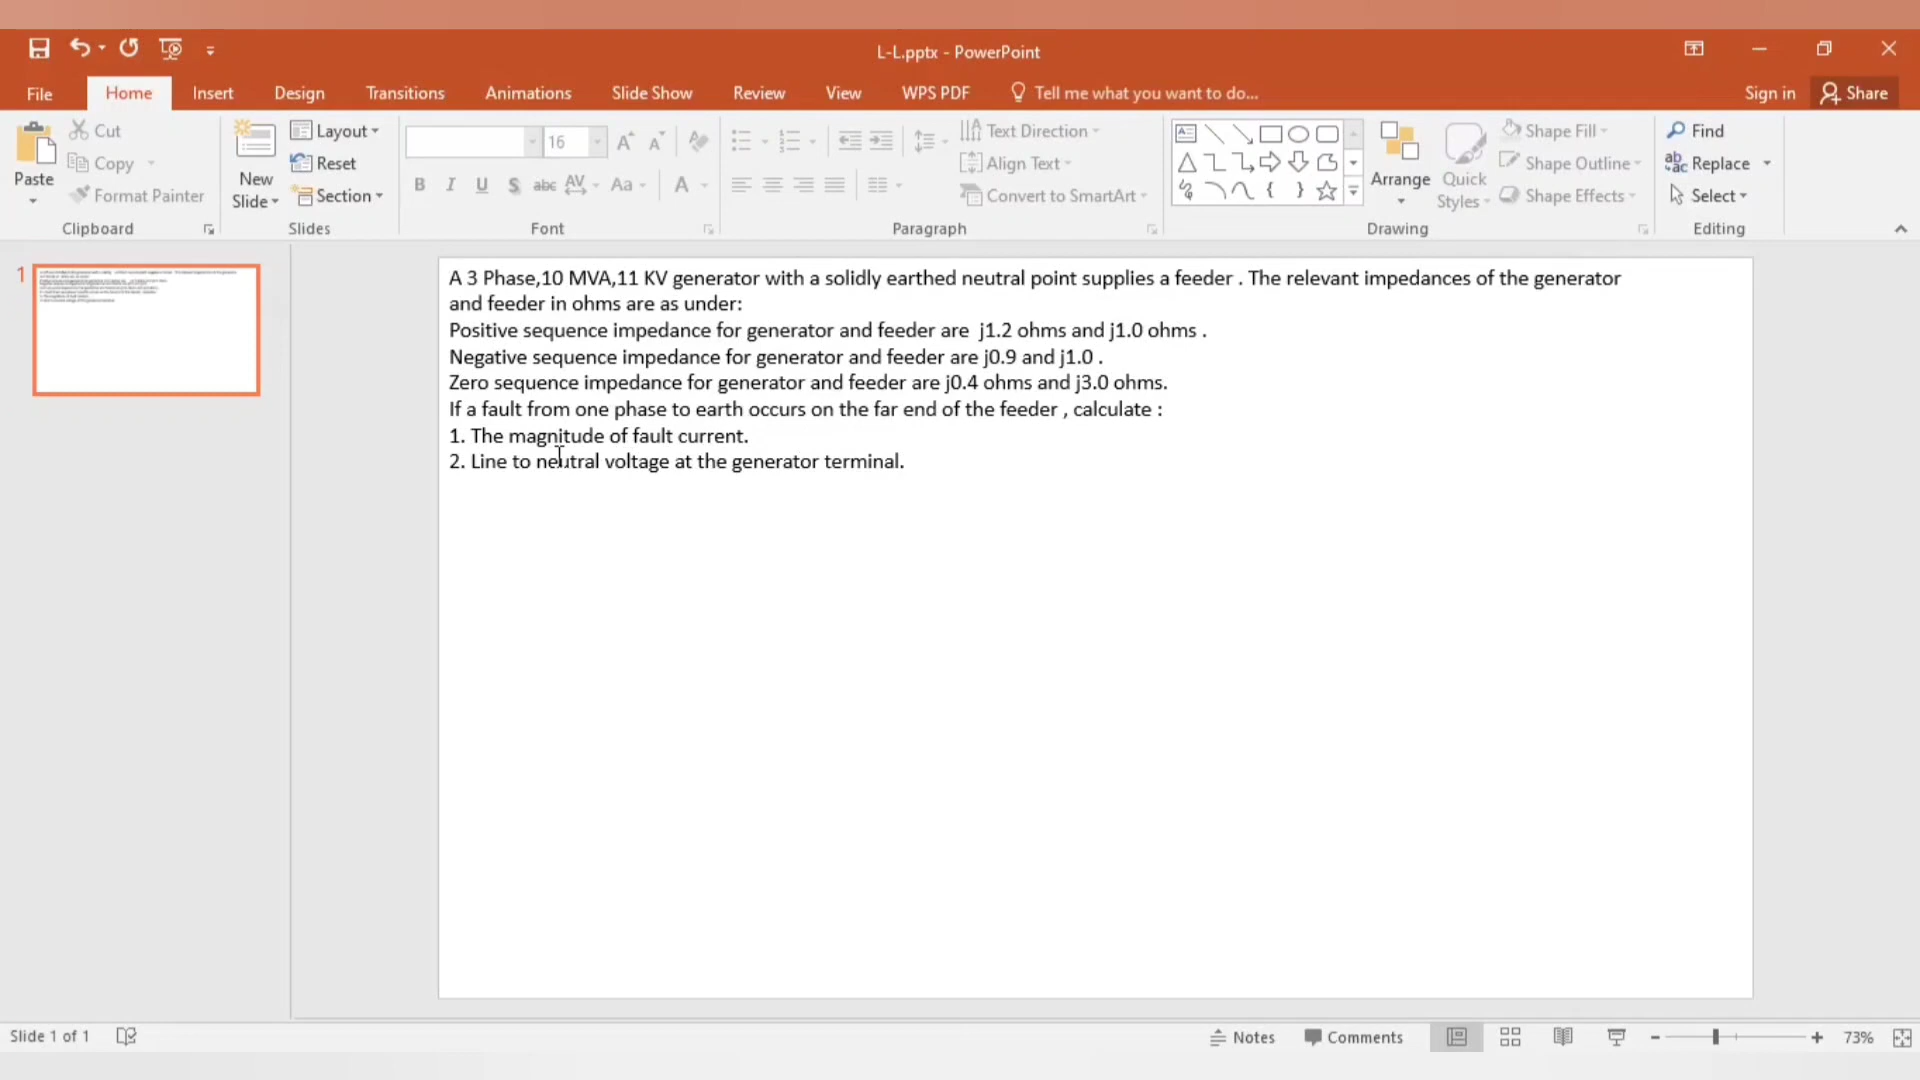 L-L.pptx - PowerPoint
File Home Insert Design Transitions Animations Slide Show Review View WPS PDF Tell me what you want to do... Sign in Share
Paste Cut Copy Format Painter Clipboard
New Slide Layout Reset Section Slides
16 B I U S abc AV Aa A Font
Text Direction Align Text Convert to SmartArt Paragraph
Arrange Quick Styles Shape Fill Shape Outline Shape Effects Drawing
Find Replace Select Editing
1
A 3 Phase,10 MVA,11 KV generator with a solidly earthed neutral point supplies a feeder . The relevant impedances of the generator
and feeder in ohms are as under:
Positive sequence impedance for generator and feeder are j1.2 ohms and j1.0 ohms .
Negative sequence impedance for generator and feeder are j0.9 and j1.0 .
Zero sequence impedance for generator and feeder are j0.4 ohms and j3.0 ohms.
If a fault from one phase to earth occurs on the far end of the feeder , calculate :
1. The magnitude of fault current.
2. Line to neutral voltage at the generator terminal.
Slide 1 of 1 Notes Comments 73%